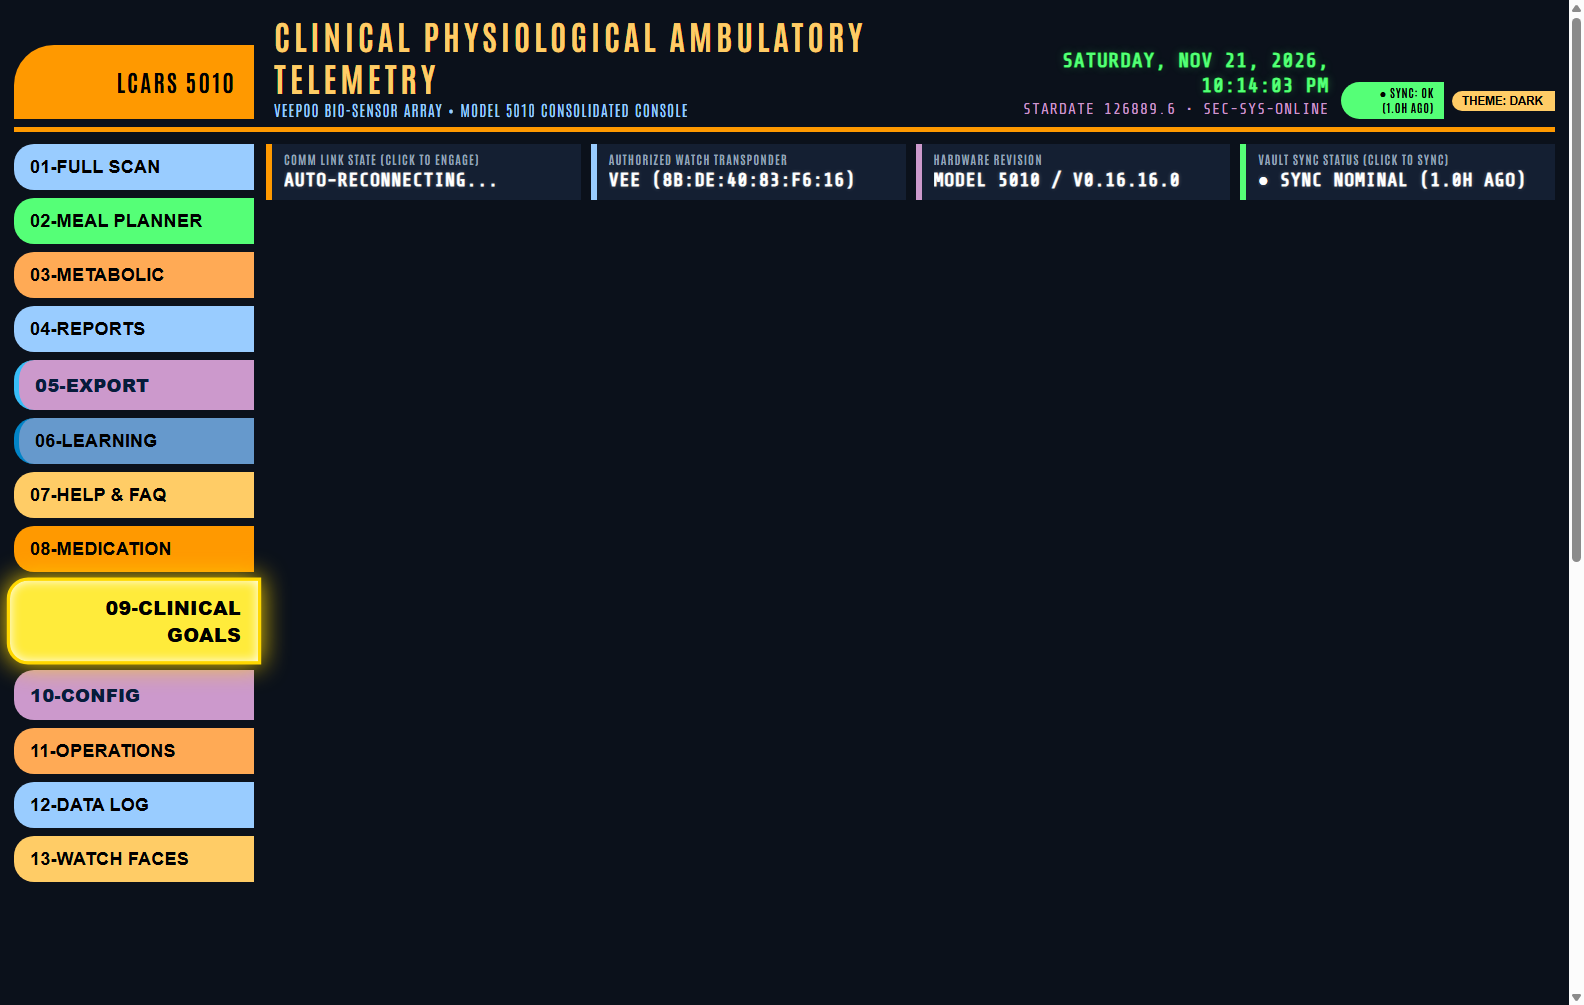 LCARS 5010
CLINICAL PHYSIOLOGICAL AMBULATORY
TELEMETRY
VEEPOO BIO-SENSOR ARRAY • MODEL 5010 CONSOLIDATED CONSOLE
SATURDAY, NOV 21, 2026,
10:14:03 PM
STARDATE 126889.6 · SEC-SYS-ONLINE
● SYNC: OK
(1.0H AGO)
THEME: DARK
01-FULL SCAN
02-MEAL PLANNER
03-METABOLIC
04-REPORTS
05-EXPORT
06-LEARNING
07-HELP & FAQ
08-MEDICATION
09-CLINICAL
GOALS
10-CONFIG
11-OPERATIONS
12-DATA LOG
13-WATCH FACES
COMM LINK STATE (CLICK TO ENGAGE)
AUTO-RECONNECTING...
AUTHORIZED WATCH TRANSPONDER
VEE (8B:DE:40:83:F6:16)
HARDWARE REVISION
MODEL 5010 / V0.16.16.0
VAULT SYNC STATUS (CLICK TO SYNC)
● SYNC NOMINAL (1.0H AGO)